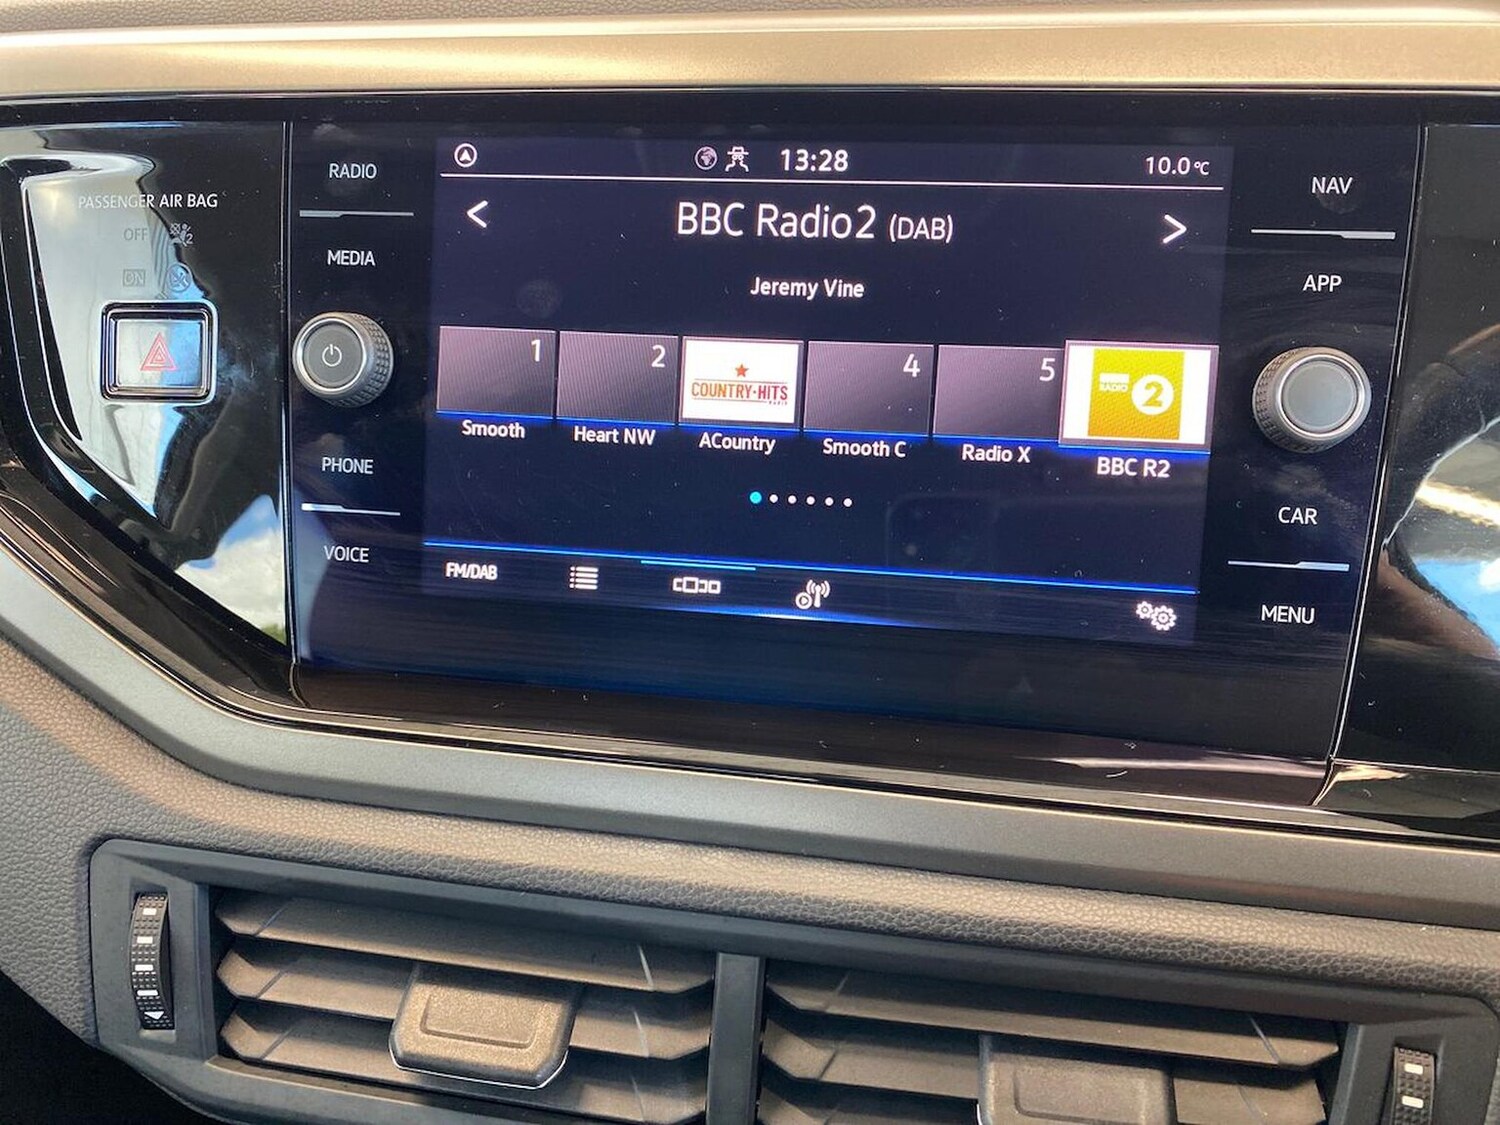 PASSENGER AIR BAG
OFF
ON
RADIO
MEDIA
PHONE
VOICE
13:28
10.0°C
< BBC Radio2 (DAB) >
Jeremy Vine
1
2
COUNTRY·HITS
RADIO
4
5
BBC
RADIO
2
Smooth
Heart NW
ACountry
Smooth C
Radio X
BBC R2
FM/DAB
NAV
APP
CAR
MENU